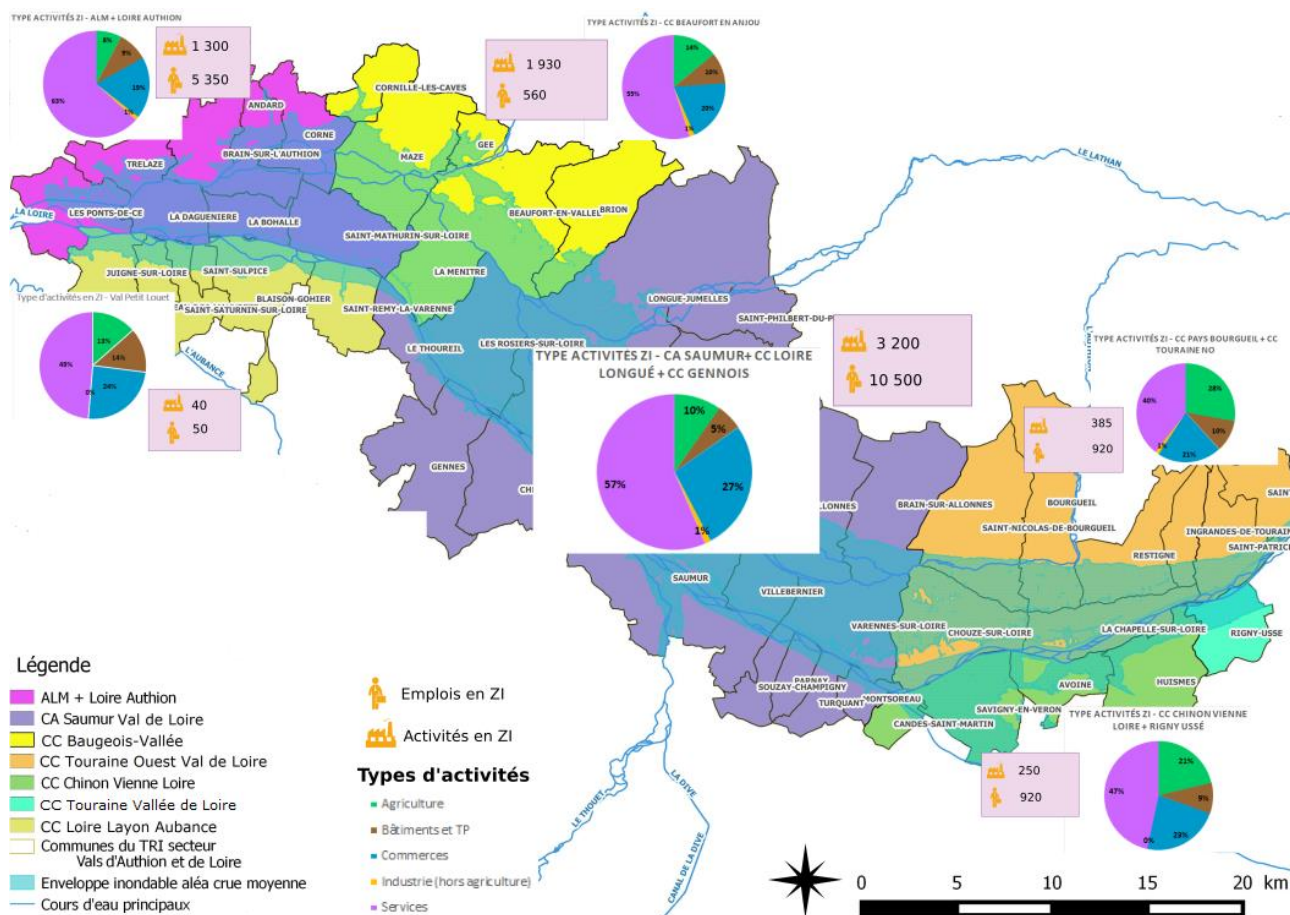 TYPE ACTIVITÉS ZI - ALM + LOIRE AUTHION
8%
9%
19%
1%
63%
1 300
5 350
1 930
560
TYPE ACTIVITÉS ZI - CC BEAUFORT EN ANJOU
14%
10%
20%
1%
55%
CORNILLE-LES-CAVES
ANDARD
CORNE
GEE
MAZE
BRAIN-SUR-L'AUTHION
TRELAZE
LE LATHAN
LA LOIRE
LES PONTS-DE-CE
LA DAGUENIERE
LA BOHALLE
BEAUFORT-EN-VALLEE
BRION
SAINT-MATHURIN-SUR-LOIRE
JUIGNE-SUR-LOIRE
SAINT-SULPICE
LA MENITRE
Type d'activités en ZI - Val Petit Louet
BLAISON-GOHIER
SAINT-SATURNIN-SUR-LOIRE
SAINT-REMY-LA-VARENNE
LONGUE-JUMELLES
SAINT-PHILBERT-DU-P
13%
14%
24%
0%
49%
L'AUBANCE
LE THOUREIL
LES ROSIERS-SUR-LOIRE
TYPE ACTIVITÉS ZI - CA SAUMUR+ CC LOIRE
LONGUÉ + CC GENNOIS
10%
5%
27%
1%
57%
3 200
10 500
TYPE ACTIVITÉS ZI - CC PAYS BOURGUEIL + CC
TOURAINE NO
28%
10%
21%
1%
40%
385
920
40
50
GENNES
CH
ALLONNES
BRAIN-SUR-ALLONNES
BOURGUEIL
SAINT-NICOLAS-DE-BOURGUEIL
SAINT
INGRANDES-DE-TOURAIN
SAINT-PATRIC
RESTIGNE
SAUMUR
VILLEBERNIER
VARENNES-SUR-LOIRE
CHOUZE-SUR-LOIRE
LA CHAPELLE-SUR-LOIRE
RIGNY-USSE
PARNAY
SOUZAY-CHAMPIGNY
TURQUANT
MONTSOREAU
CANDES-SAINT-MARTIN
SAVIGNY-EN-VERON
AVOINE
HUISMES
TYPE ACTIVITÉS ZI - CC CHINON VIENNE
LOIRE + RIGNY USSÉ
21%
9%
23%
0%
47%
250
920
LE THOUET
LA DIVE
CANAL DE LA DIVE
Légende
ALM + Loire Authion
CA Saumur Val de Loire
CC Baugeois-Vallée
CC Touraine Ouest Val de Loire
CC Chinon Vienne Loire
CC Touraine Vallée de Loire
CC Loire Layon Aubance
Communes du TRI secteur
Vals d'Authion et de Loire
Enveloppe inondable aléa crue moyenne
Cours d'eau principaux
Emplois en ZI
Activités en ZI
Types d'activités
Agriculture
Bâtiments et TP
Commerces
Industrie (hors agriculture)
Services
0 5 10 15 20 km